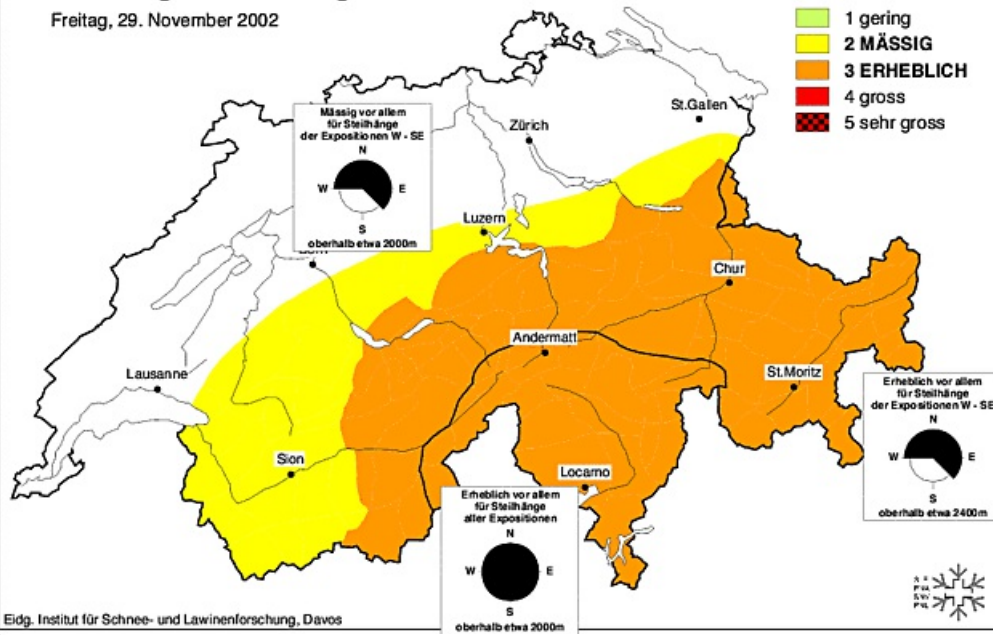 Freitag, 29. November 2002
1 gering
2 MÄSSIG
3 ERHEBLICH
4 gross
5 sehr gross
St.Gallen
Zürich
Mässig vor allem
für Steilhänge
der Expositionen W - SE
N
W E
S
oberhalb etwa 2000m
Luzern
Chur
Andermatt
Lausanne
St.Moritz
Erheblich vor allem
für Steilhänge
der Expositionen W - SE
N
W E
S
oberhalb etwa 2400m
Sion
Locarno
Erheblich vor allem
für Steilhänge
aller Expositionen
N
W E
S
oberhalb etwa 2000m
Eidg. Institut für Schnee- und Lawinenforschung, Davos